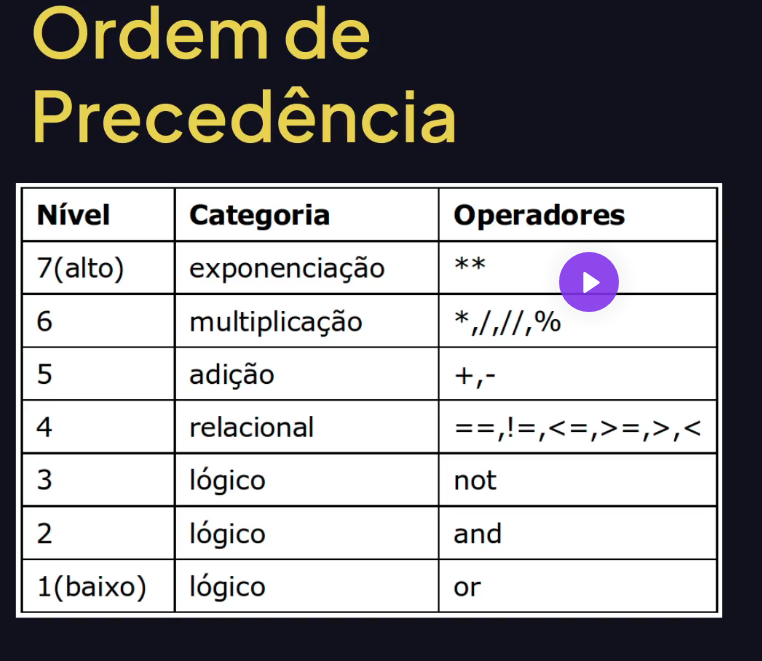 Ordem de
Precedência
Nível Categoria Operadores
7(alto) exponenciação **
6 multiplicação *,/,//,%
5 adição +,-
4 relacional ==,!=,<=,>=,>,<
3 lógico not
2 lógico and
1(baixo) lógico or